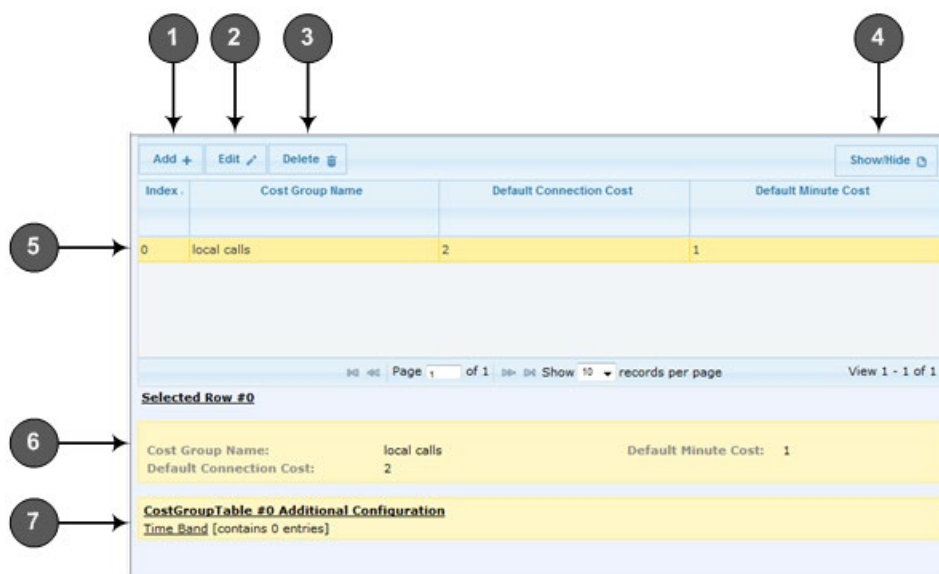 1 2 3 4
Add + Edit Delete Show/Hide
Index Cost Group Name Default Connection Cost Default Minute Cost
5
0 local calls 2 1
Page 1 of 1 Show 10 records per page View 1 - 1 of 1
Selected Row #0
6
Cost Group Name: local calls Default Minute Cost: 1
Default Connection Cost: 2
7
CostGroupTable #0 Additional Configuration
Time Band [contains 0 entries]